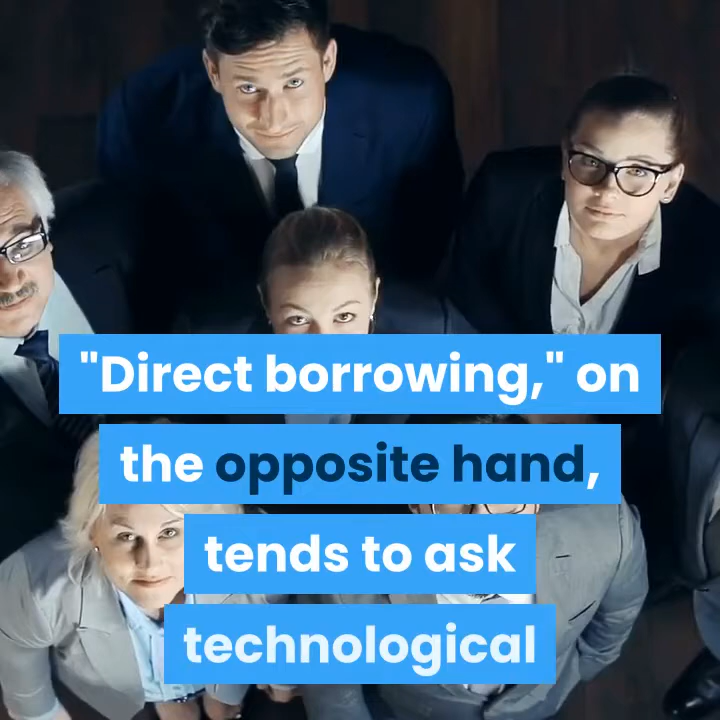 "Direct borrowing," on
the opposite hand,
tends to ask
technological